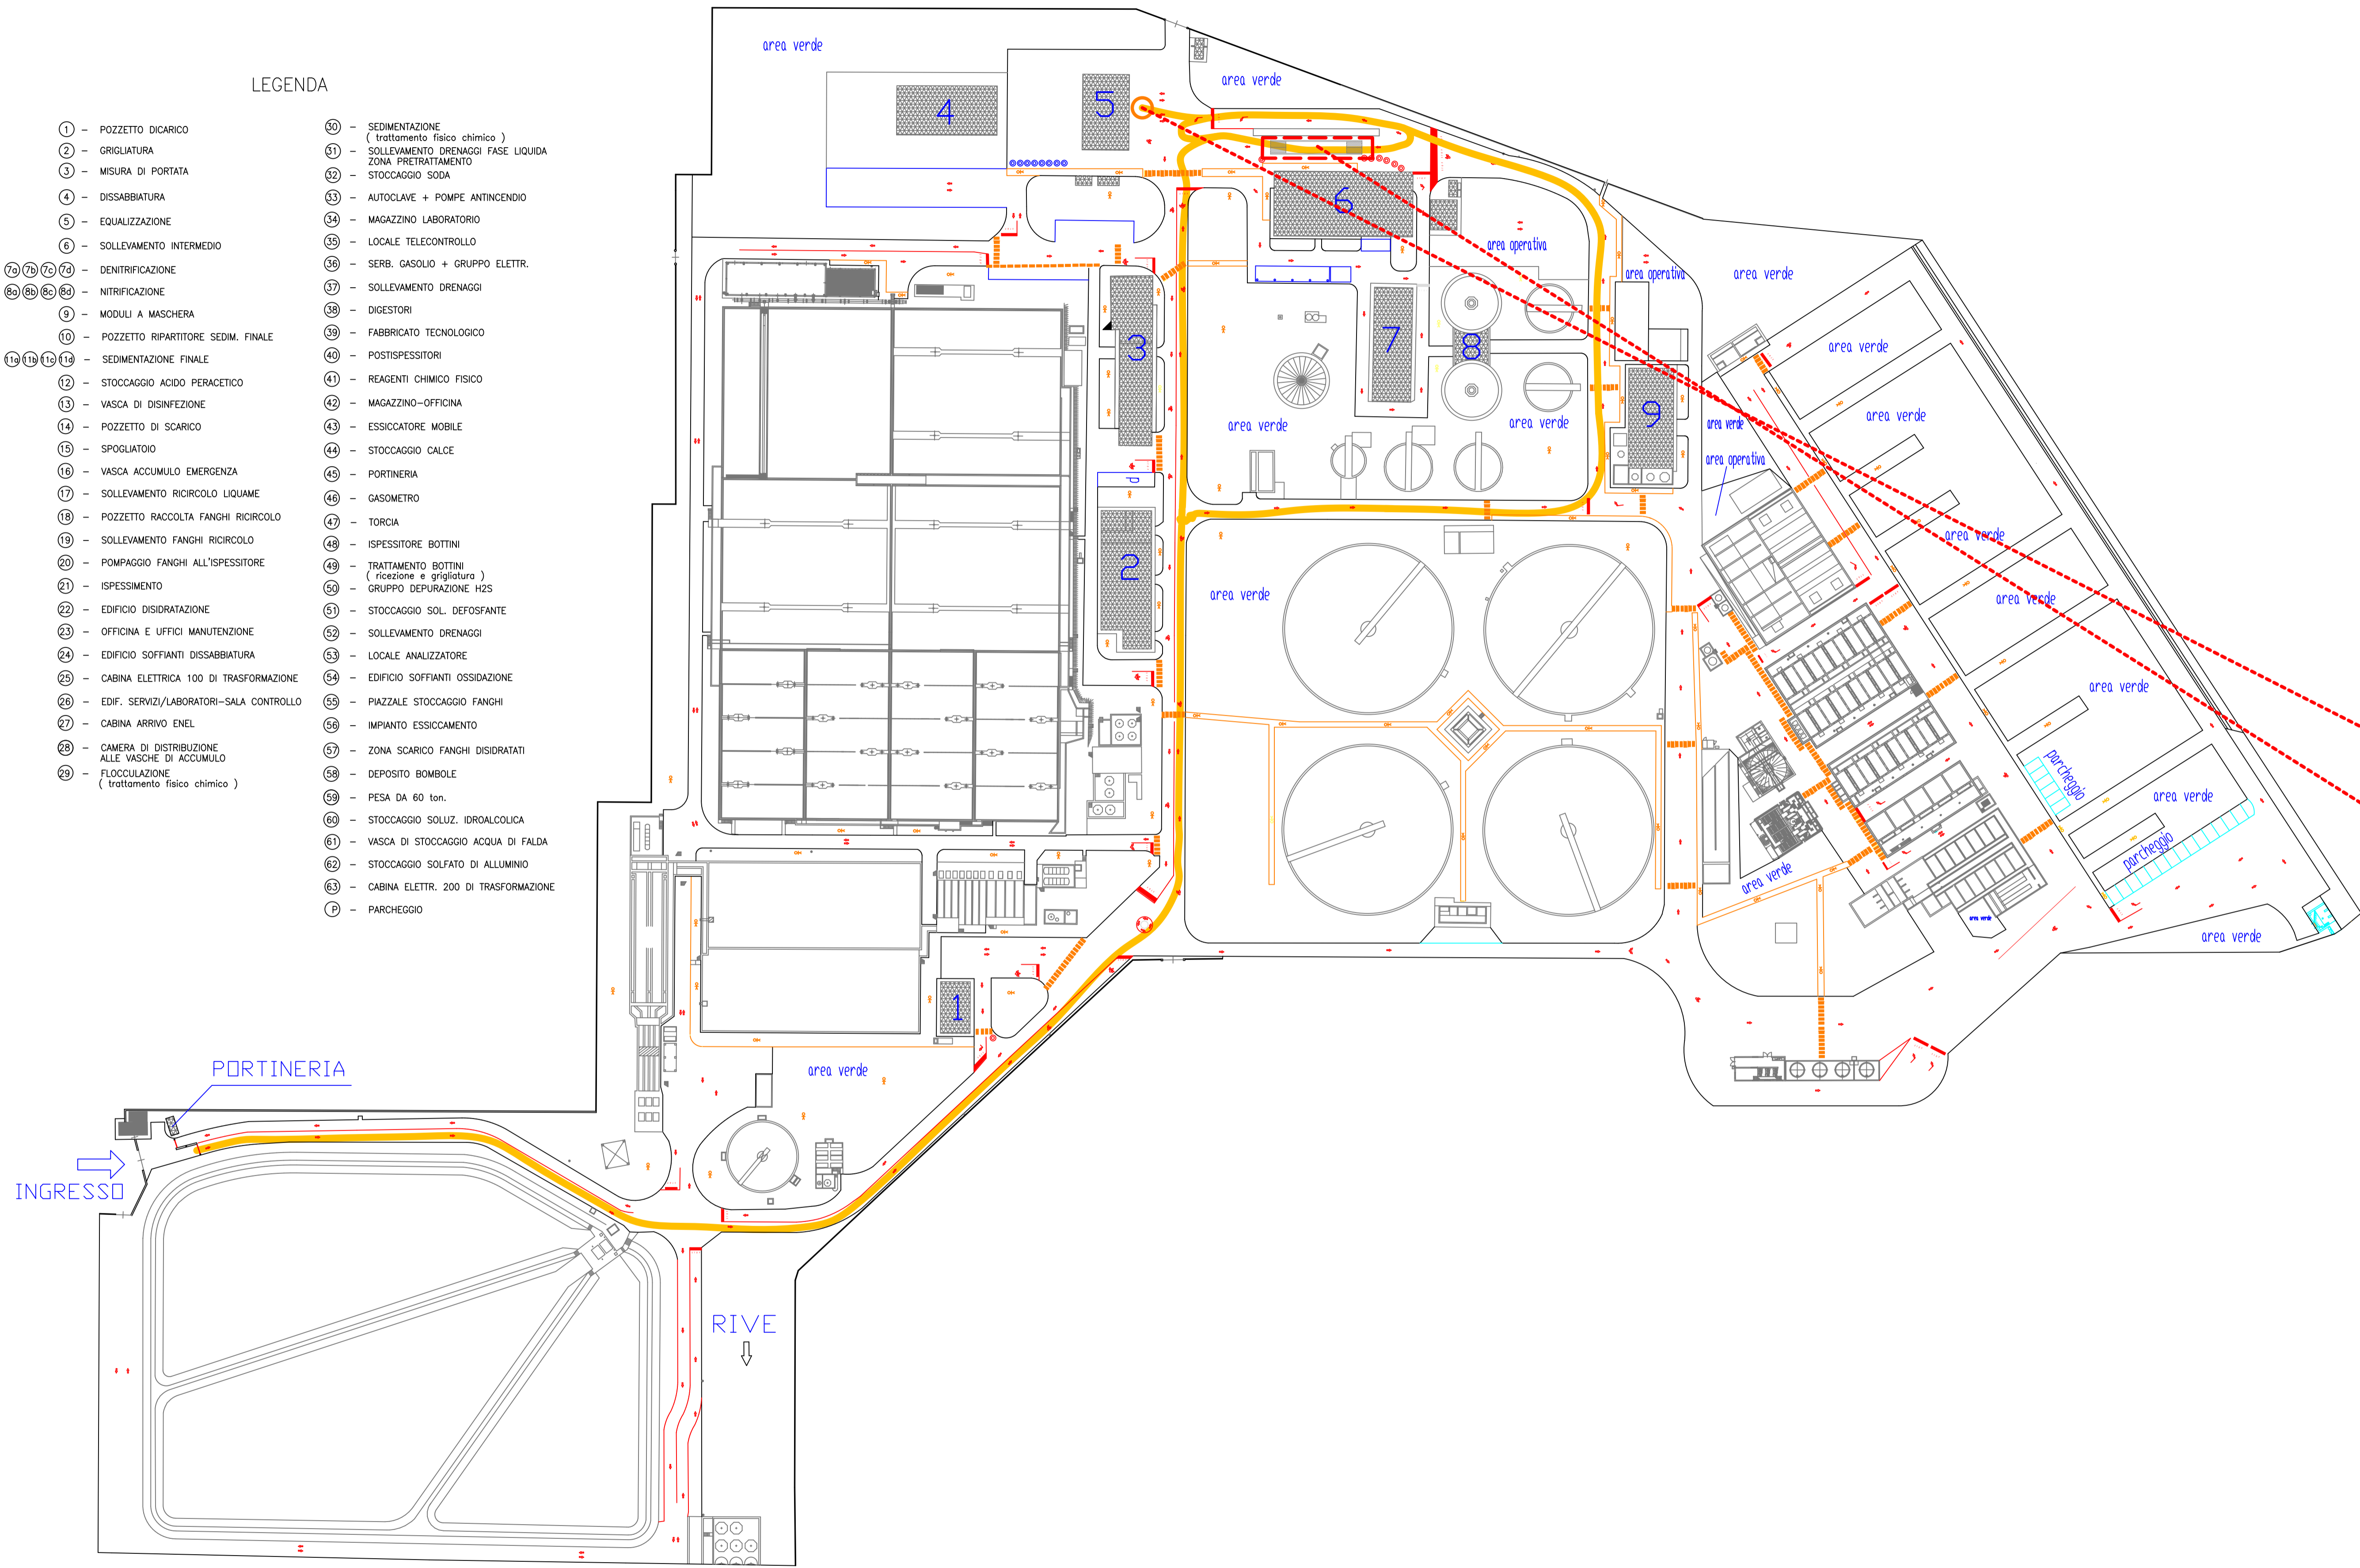 LEGENDA
1 – POZZETTO DICARICO
2 – GRIGLIATURA
3 – MISURA DI PORTATA
4 – DISSABBIATURA
5 – EQUALIZZAZIONE
6 – SOLLEVAMENTO INTERMEDIO
7a 7b 7c 7d – DENITRIFICAZIONE
8a 8b 8c 8d – NITRIFICAZIONE
9 – MODULI A MASCHERA
10 – POZZETTO RIPARTITORE SEDIM. FINALE
11a 11b 11c 11d – SEDIMENTAZIONE FINALE
12 – STOCCAGGIO ACIDO PERACETICO
13 – VASCA DI DISINFEZIONE
14 – POZZETTO DI SCARICO
15 – SPOGLIATOIO
16 – VASCA ACCUMULO EMERGENZA
17 – SOLLEVAMENTO RICIRCOLO LIQUAME
18 – POZZETTO RACCOLTA FANGHI RICIRCOLO
19 – SOLLEVAMENTO FANGHI RICIRCOLO
20 – POMPAGGIO FANGHI ALL'ISPESSITORE
21 – ISPESSIMENTO
22 – EDIFICIO DISIDRATAZIONE
23 – OFFICINA E UFFICI MANUTENZIONE
24 – EDIFICIO SOFFIANTI DISSABBIATURA
25 – CABINA ELETTRICA 100 DI TRASFORMAZIONE
26 – EDIF. SERVIZI/LABORATORI–SALA CONTROLLO
27 – CABINA ARRIVO ENEL
28 – CAMERA DI DISTRIBUZIONE
ALLE VASCHE DI ACCUMULO
29 – FLOCCULAZIONE
( trattamento fisico chimico )
30 – SEDIMENTAZIONE
( trattamento fisico chimico )
31 – SOLLEVAMENTO DRENAGGI FASE LIQUIDA
ZONA PRETRATTAMENTO
32 – STOCCAGGIO SODA
33 – AUTOCLAVE + POMPE ANTINCENDIO
34 – MAGAZZINO LABORATORIO
35 – LOCALE TELECONTROLLO
36 – SERB. GASOLIO + GRUPPO ELETTR.
37 – SOLLEVAMENTO DRENAGGI
38 – DIGESTORI
39 – FABBRICATO TECNOLOGICO
40 – POSTISPESSITORI
41 – REAGENTI CHIMICO FISICO
42 – MAGAZZINO–OFFICINA
43 – ESSICCATORE MOBILE
44 – STOCCAGGIO CALCE
45 – PORTINERIA
46 – GASOMETRO
47 – TORCIA
48 – ISPESSITORE BOTTINI
49 – TRATTAMENTO BOTTINI
( ricezione e grigliatura )
50 – GRUPPO DEPURAZIONE H2S
51 – STOCCAGGIO SOL. DEFOSFANTE
52 – SOLLEVAMENTO DRENAGGI
53 – LOCALE ANALIZZATORE
54 – EDIFICIO SOFFIANTI OSSIDAZIONE
55 – PIAZZALE STOCCAGGIO FANGHI
56 – IMPIANTO ESSICCAMENTO
57 – ZONA SCARICO FANGHI DISIDRATATI
58 – DEPOSITO BOMBOLE
59 – PESA DA 60 ton.
60 – STOCCAGGIO SOLUZ. IDROALCOLICA
61 – VASCA DI STOCCAGGIO ACQUA DI FALDA
62 – STOCCAGGIO SOLFATO DI ALLUMINIO
63 – CABINA ELETTR. 200 DI TRASFORMAZIONE
P – PARCHEGGIO
area verde
area verde
4
5
6
area operativa
area operativa
area verde
3
7
8
9
area verde
area verde
area verde
area verde
area verde
area operativa
p
2
area verde
area verde
area verde
area verde
parcheggio
area verde
parcheggio
area verde
area verde
area verde
1
area verde
PORTINERIA
INGRESSO
RIVE